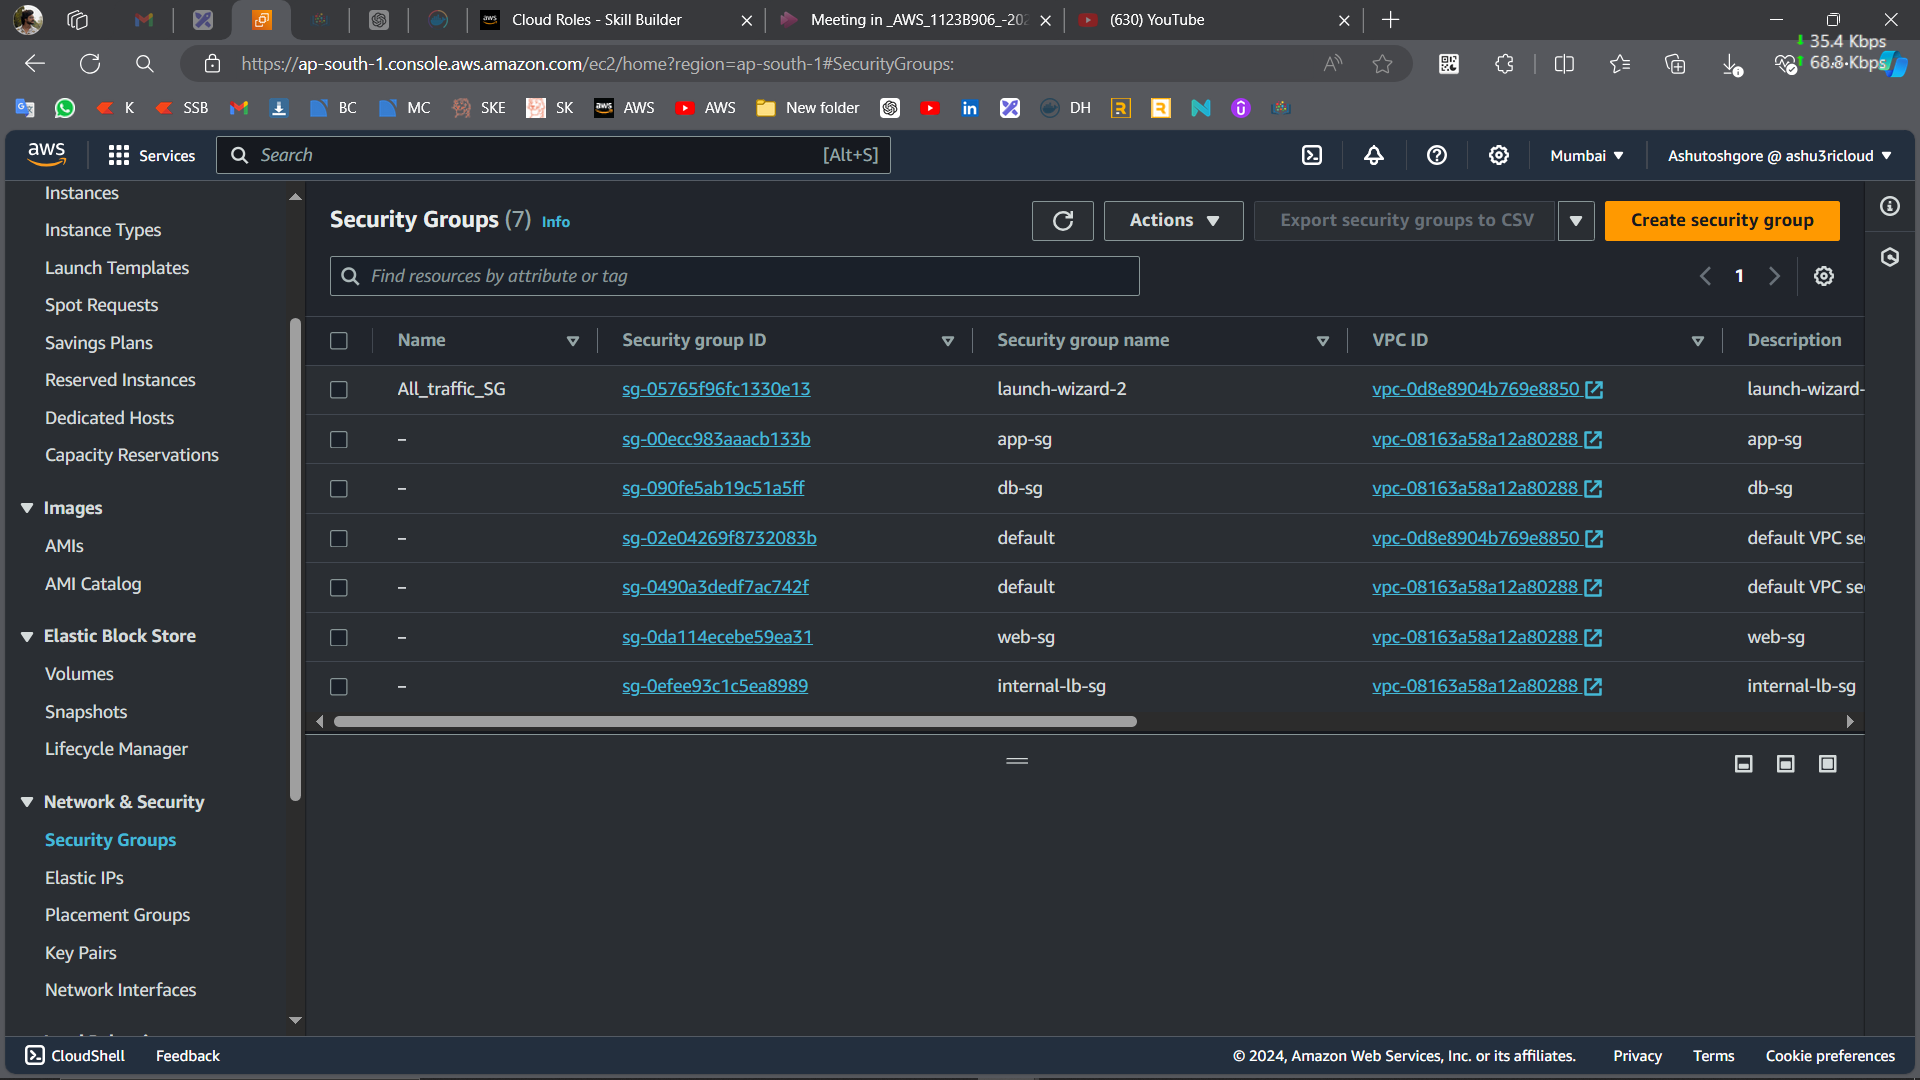 Cloud Roles - Skill Builder
Meeting in _AWS_1123B906_-202
(630) YouTube
35.4 Kbps
68.8 Kbps
https://ap-south-1.console.aws.amazon.com/ec2/home?region=ap-south-1#SecurityGroups:
K
SSB
BC
MC
SKE
SK
AWS
AWS
New folder
DH
aws
Services
Search
[Alt+S]
Mumbai
Ashutoshgore @ ashu3ricloud
Instances
Instance Types
Launch Templates
Spot Requests
Savings Plans
Reserved Instances
Dedicated Hosts
Capacity Reservations
Images
AMIs
AMI Catalog
Elastic Block Store
Volumes
Snapshots
Lifecycle Manager
Network & Security
Security Groups
Elastic IPs
Placement Groups
Key Pairs
Network Interfaces
Security Groups (7) Info
Actions
Export security groups to CSV
Create security group
Find resources by attribute or tag
1
Name Security group ID Security group name VPC ID Description
All_traffic_SG sg-05765f96fc1330e13 launch-wizard-2 vpc-0d8e8904b769e8850 launch-wizard-
– sg-00ecc983aaacb133b app-sg vpc-08163a58a12a80288 app-sg
– sg-090fe5ab19c51a5ff db-sg vpc-08163a58a12a80288 db-sg
– sg-02e04269f8732083b default vpc-0d8e8904b769e8850 default VPC se
– sg-0490a3dedf7ac742f default vpc-08163a58a12a80288 default VPC se
– sg-0da114ecebe59ea31 web-sg vpc-08163a58a12a80288 web-sg
– sg-0efee93c1c5ea8989 internal-lb-sg vpc-08163a58a12a80288 internal-lb-sg
CloudShell
Feedback
© 2024, Amazon Web Services, Inc. or its affiliates.
Privacy
Terms
Cookie preferences